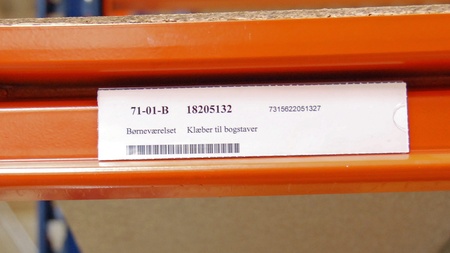 71-01-B 18205132 7315622051327
Børneværelset Klæber til bogstaver